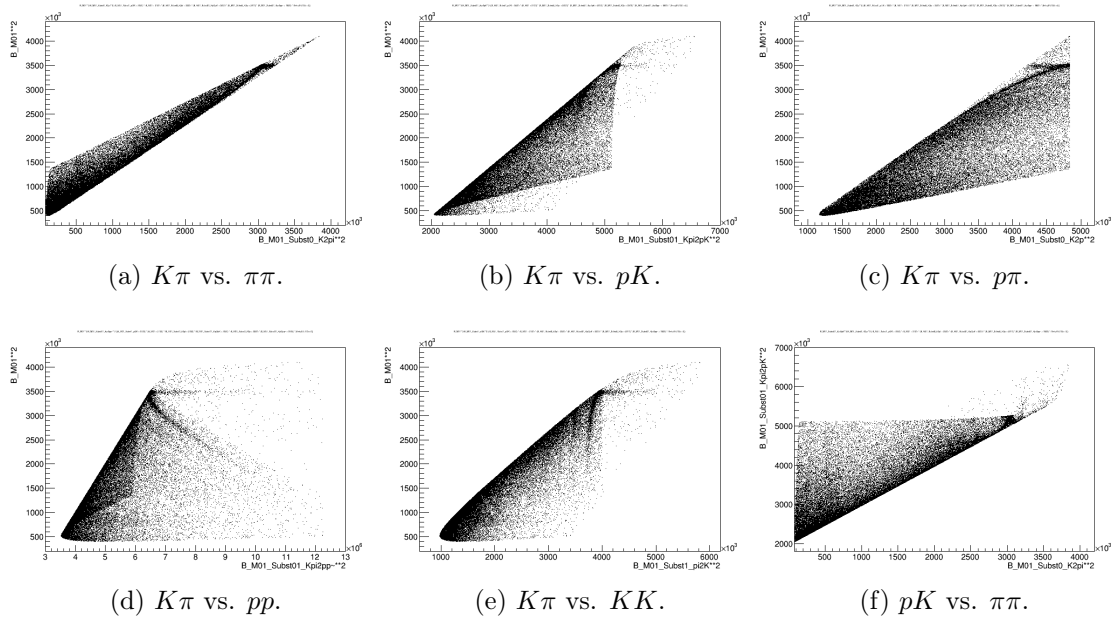 ×10³
B_M01**2
4000
3500
3000
2500
2000
1500
1000
500
500 1000 1500 2000 2500 3000 3500 4000
×10³
B_M01_Subst0_K2pi**2
(a) Kπ vs. ππ.
×10³
B_M01**2
4000
3500
3000
2500
2000
1500
1000
500
2000 3000 4000 5000 6000 7000
×10³
B_M01_Subst01_Kpi2pK**2
(b) Kπ vs. pK.
×10³
B_M01**2
4000
3500
3000
2500
2000
1500
1000
500
1000 1500 2000 2500 3000 3500 4000 4500 5000
×10³
B_M01_Subst0_K2p**2
(c) Kπ vs. pπ.
×10³
B_M01**2
4000
3500
3000
2500
2000
1500
1000
500
3 4 5 6 7 8 9 10 11 12 13
×10⁶
B_M01_Subst01_Kpi2pp~**2
(d) Kπ vs. pp.
×10³
B_M01**2
4000
3500
3000
2500
2000
1500
1000
500
1000 2000 3000 4000 5000 6000
×10³
B_M01_Subst1_pi2K**2
(e) Kπ vs. KK.
×10³
B_M01_Subst01_Kpi2pK**2
7000
6000
5000
4000
3000
2000
500 1000 1500 2000 2500 3000 3500 4000
×10³
B_M01_Subst0_K2pi**2
(f) pK vs. ππ.